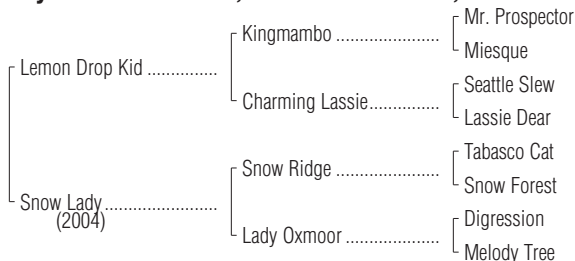 Mr. Prospector
Kingmambo ....................
Miesque
Lemon Drop Kid ..............
Seattle Slew
Charming Lassie..............
Lassie Dear
Tabasco Cat
Snow Ridge ....................
Snow Forest
Snow Lady ......................
(2004)
Digression
Lady Oxmoor ..................
Melody Tree